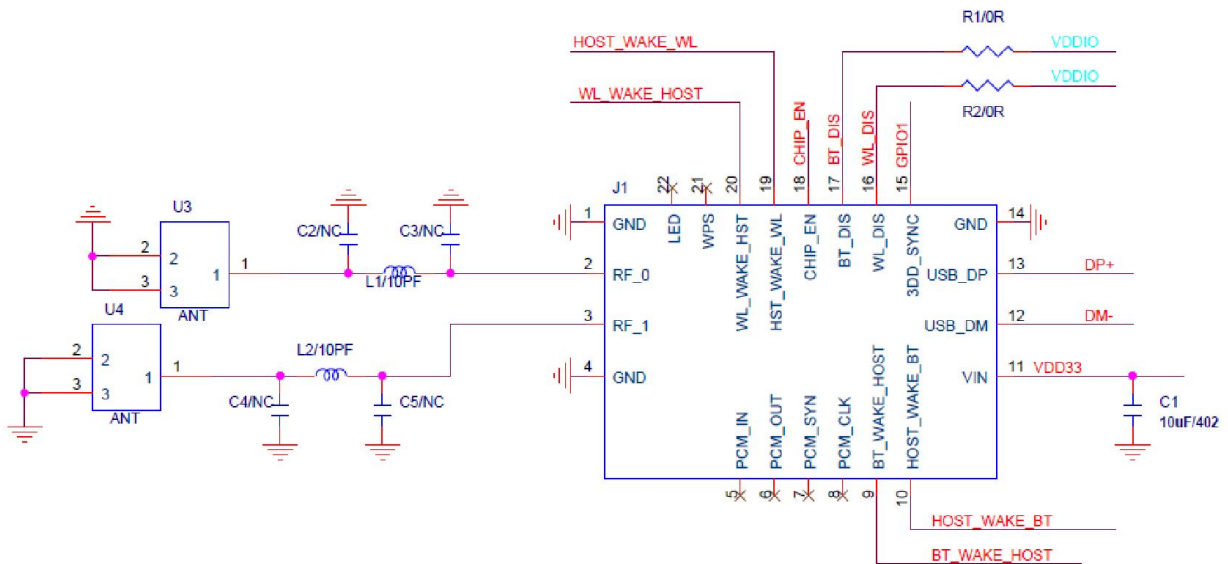 R1/0R
HOST_WAKE_WL
VDDIO
VDDIO
WL_WAKE_HOST
R2/0R
CHIP_EN
BT_DIS
WL_DIS
GPIO1
J1
22
21
20
19
18
17
16
15
U3
C2/NC
C3/NC
1
GND
LED
WPS
WL_WAKE_HST
HST_WAKE_WL
CHIP_EN
BT_DIS
WL_DIS
3DD_SYNC
GND
14
2
2
1
1
2
RF_0
USB_DP
13
DP+
3
3
L1/10PF
U4
ANT
3
RF_1
USB_DM
12
DM-
2
2
1
1
L2/10PF
4
GND
VIN
11
VDD33
3
3
ANT
C4/NC
C5/NC
C1
10uF/402
PCM_IN
PCM_OUT
PCM_SYN
PCM_CLK
BT_WAKE_HOST
HOST_WAKE_BT
5
6
7
8
9
10
HOST_WAKE_BT
BT_WAKE_HOST